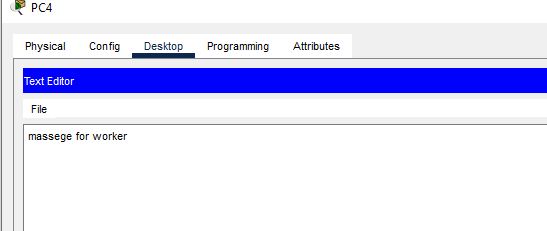 PC4
Physical Config Desktop Programming Attributes
Text Editor
File
massege for worker